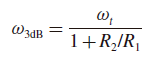 ω₃dB = ωₜ / (1 + R₂/R₁)